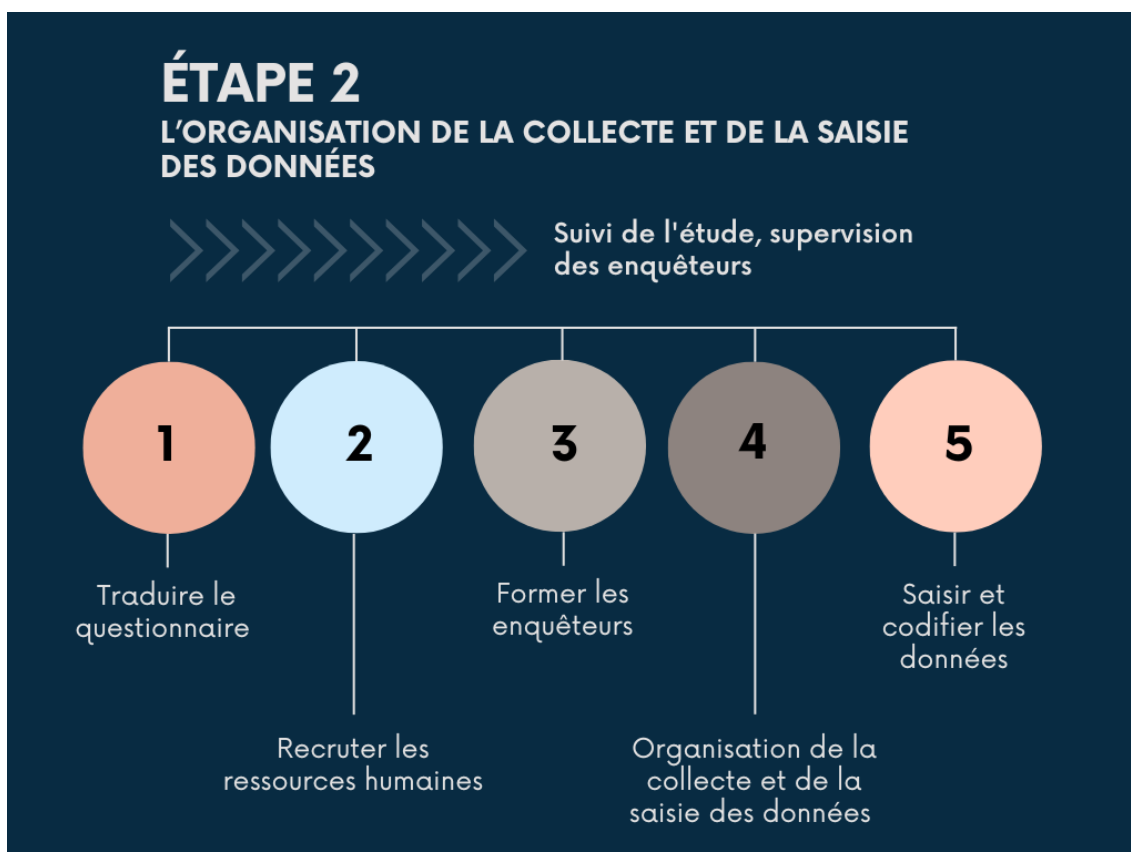 ÉTAPE 2
L'ORGANISATION DE LA COLLECTE ET DE LA SAISIE
DES DONNÉES
Suivi de l'étude, supervision
des enquêteurs
1
2
3
4
5
Traduire le
questionnaire
Recruter les
ressources humaines
Former les
enquêteurs
Organisation de la
collecte et de la
saisie des données
Saisir et
codifier les
données